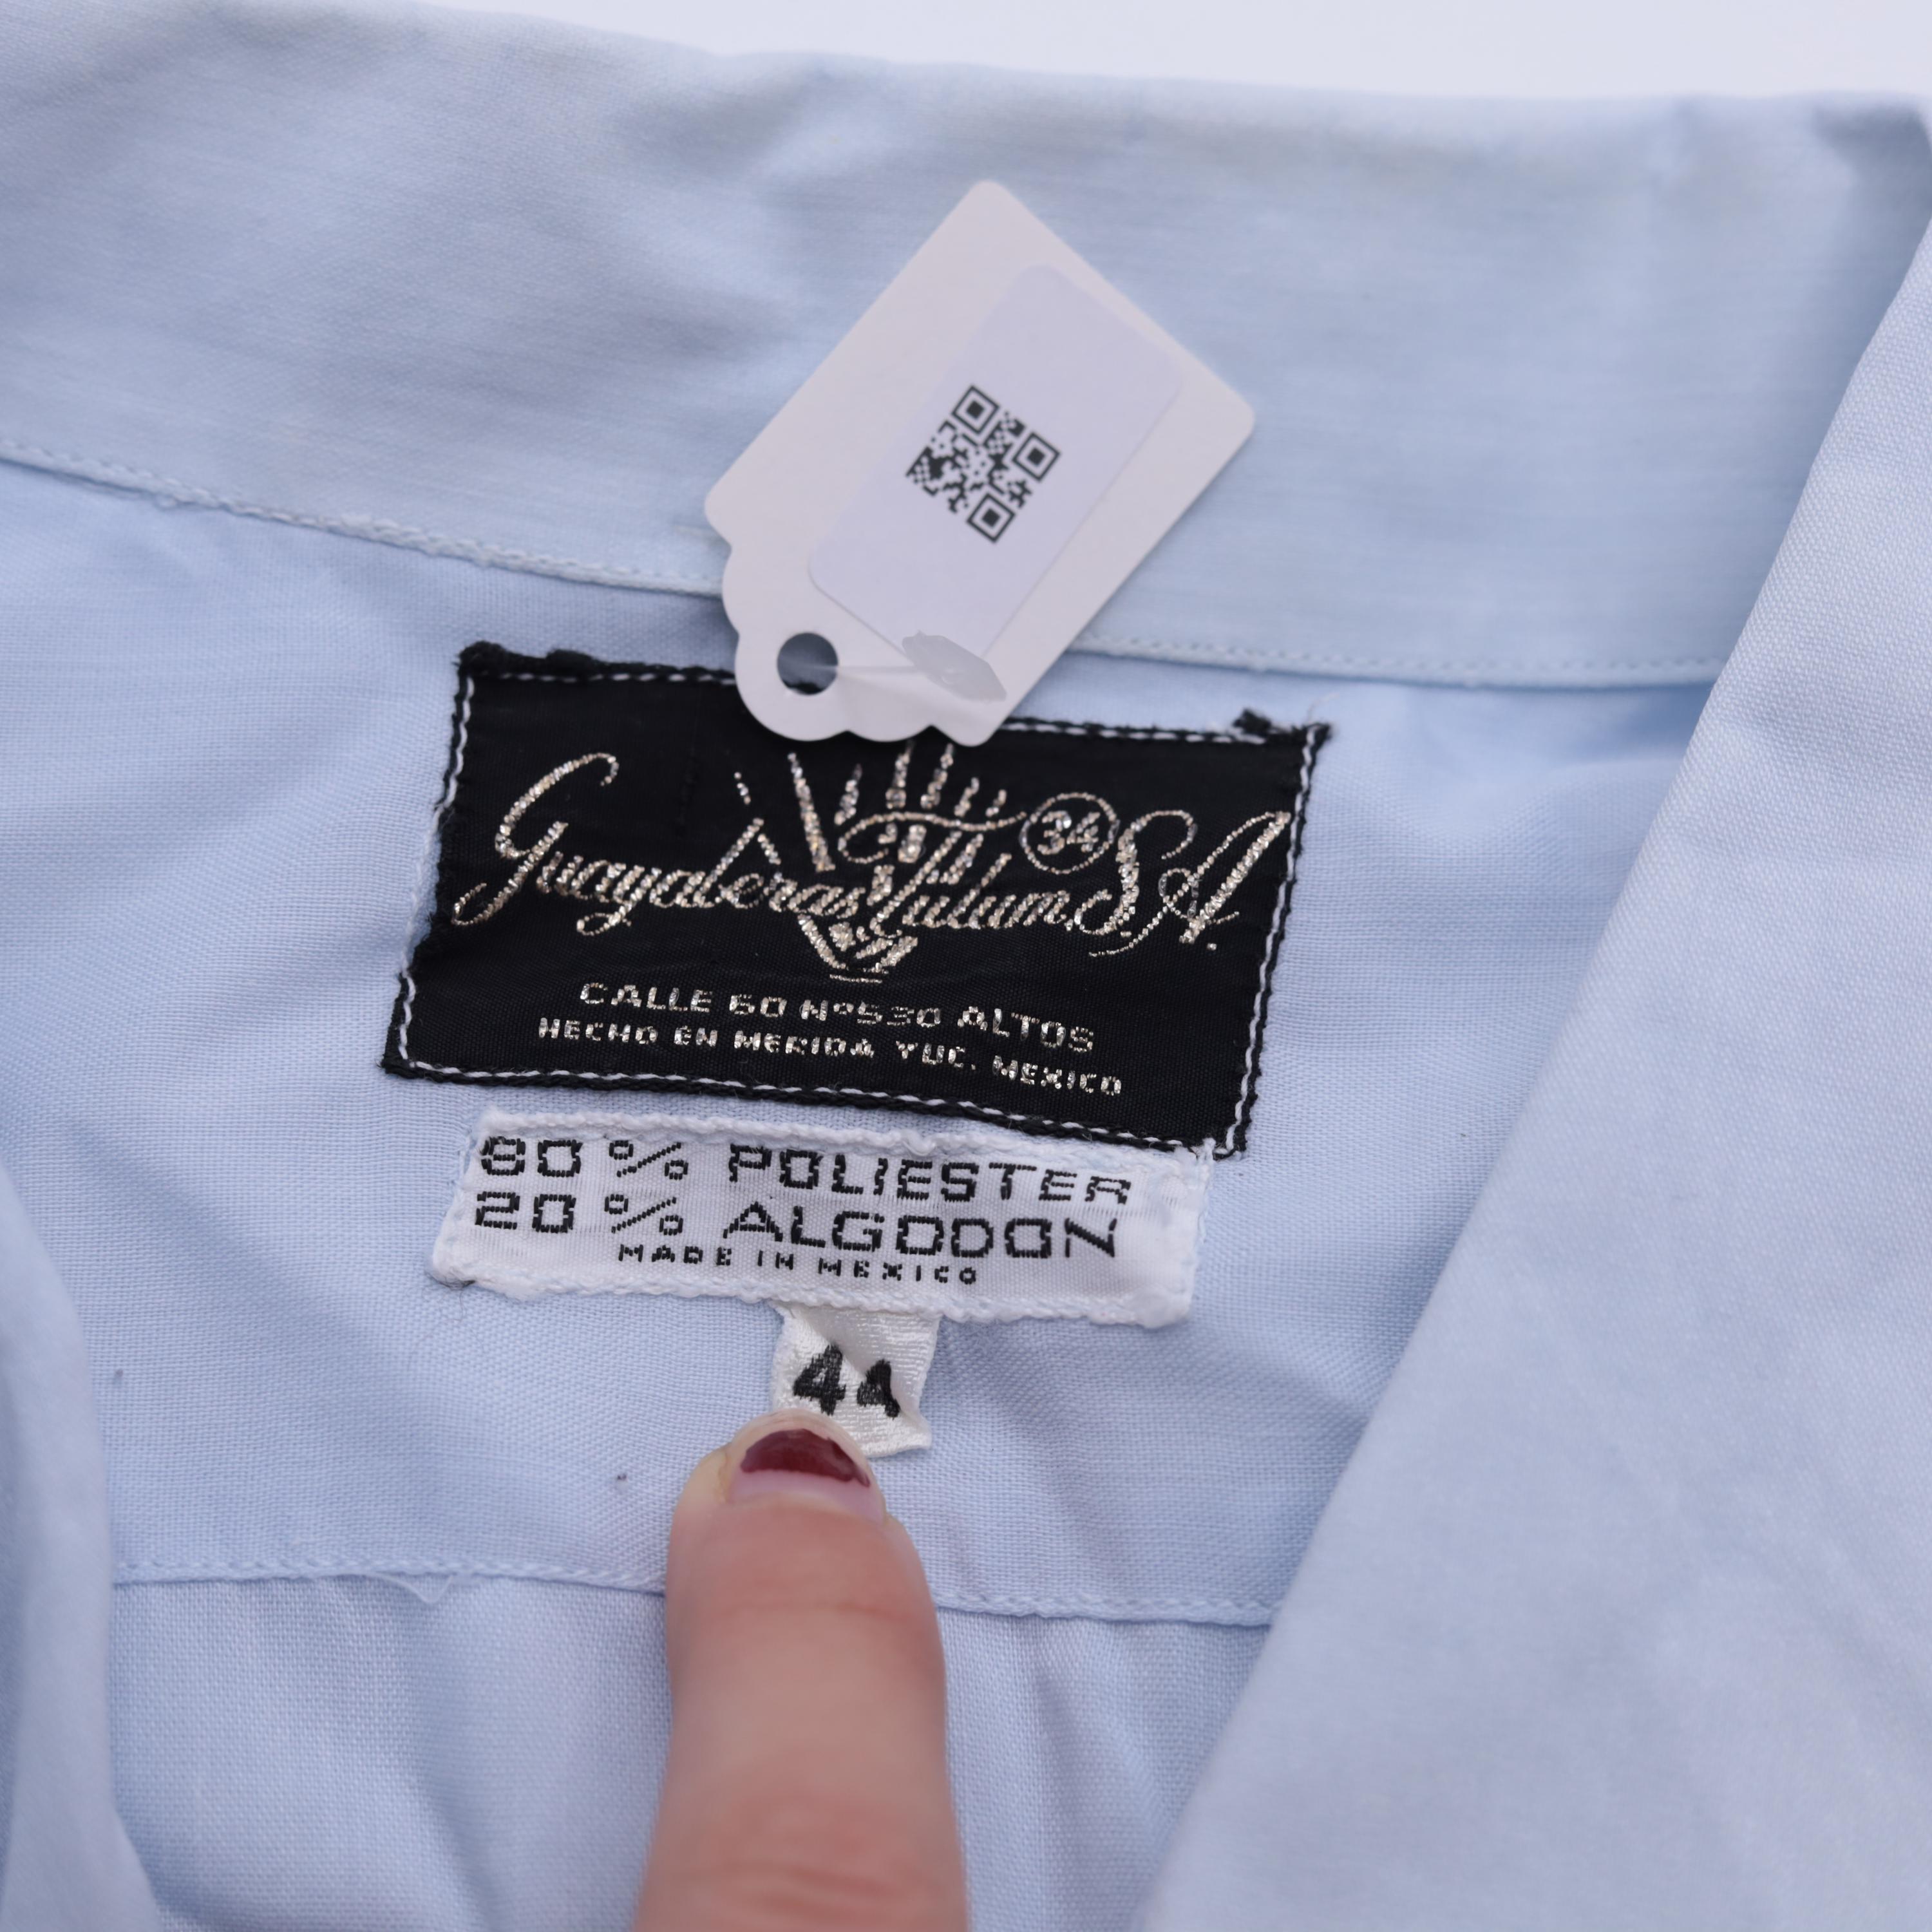 34
Guayaberas Tulum, S.A.
CALLE 60 Nº530 ALTOS
HECHO EN MERIDA YUC. MEXICO
80% POLIESTER
20% ALGODON
MADE IN MEXICO
44